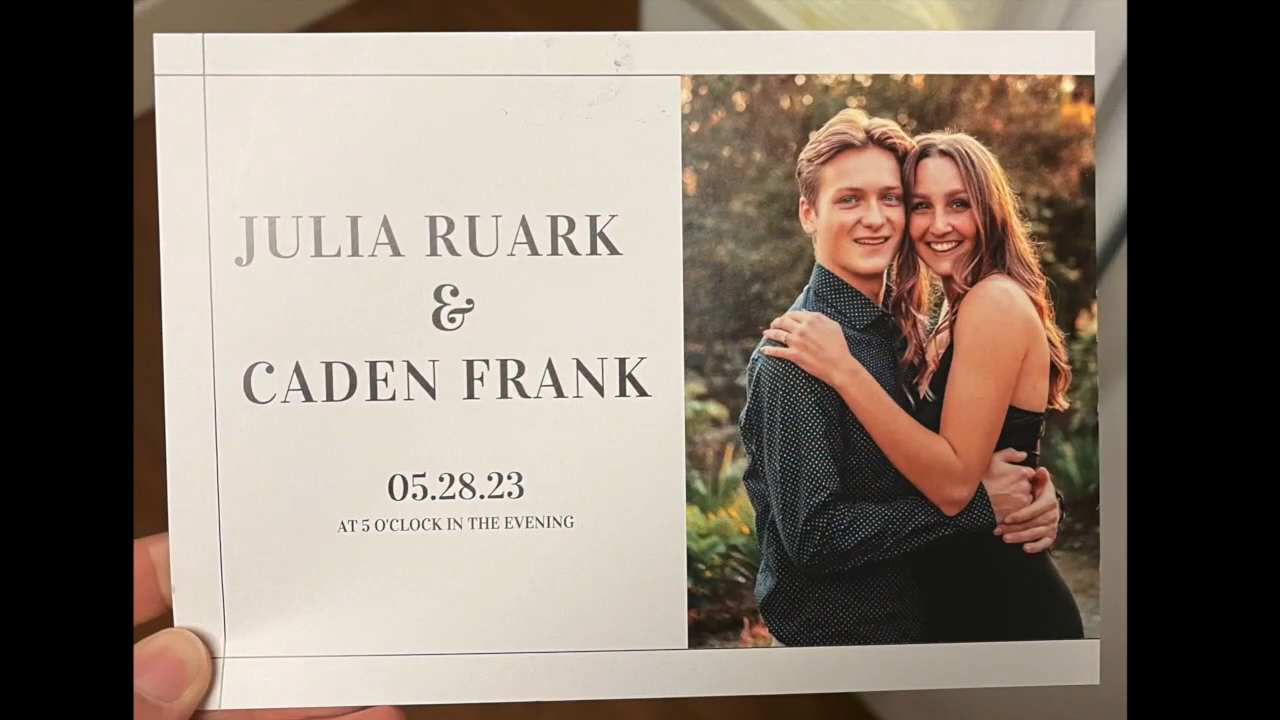 JULIA RUARK
&
CADEN FRANK
05.28.23
AT 5 O'CLOCK IN THE EVENING